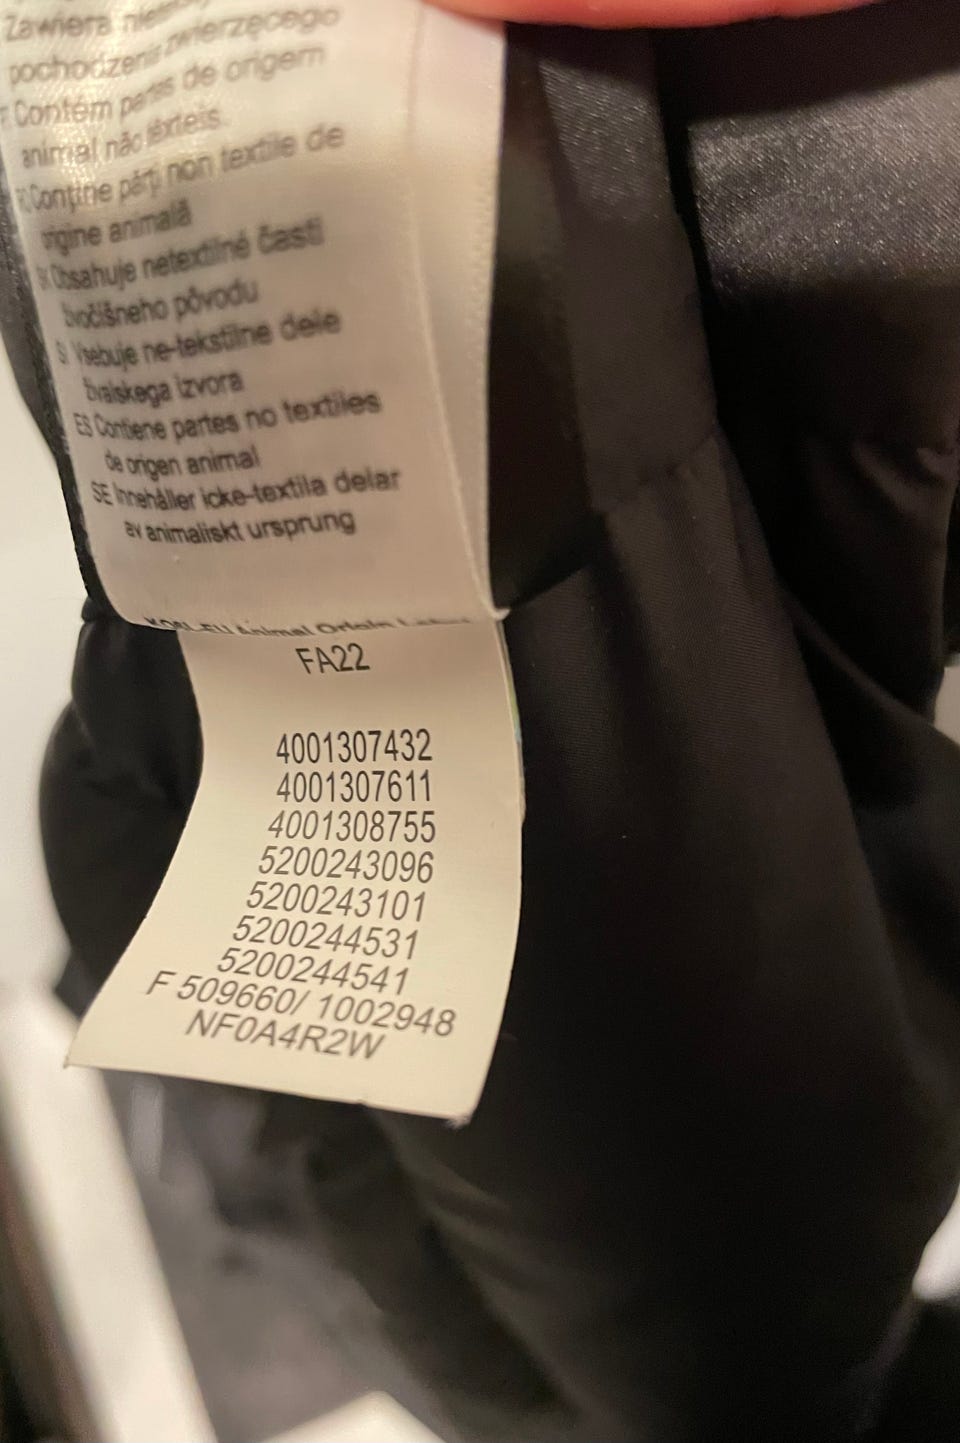 Zawiera
pochodzenia zwierzęcego
Contém partes de origem
animal não têxteis.
Conține părți non textile de
origine animală
SK Obsahuje netextilné časti
živočíšneho pôvodu
SI Vsebuje ne-tekstilne dele
živalskega izvora
ES Contiene partes no textiles
de origen animal
SE Innehåller icke-textila delar
av animaliskt ursprung
EU Animal Origin
FA22
4001307432
4001307611
4001308755
5200243096
5200243101
5200244531
5200244541
F 509660/ 1002948
NF0A4R2W